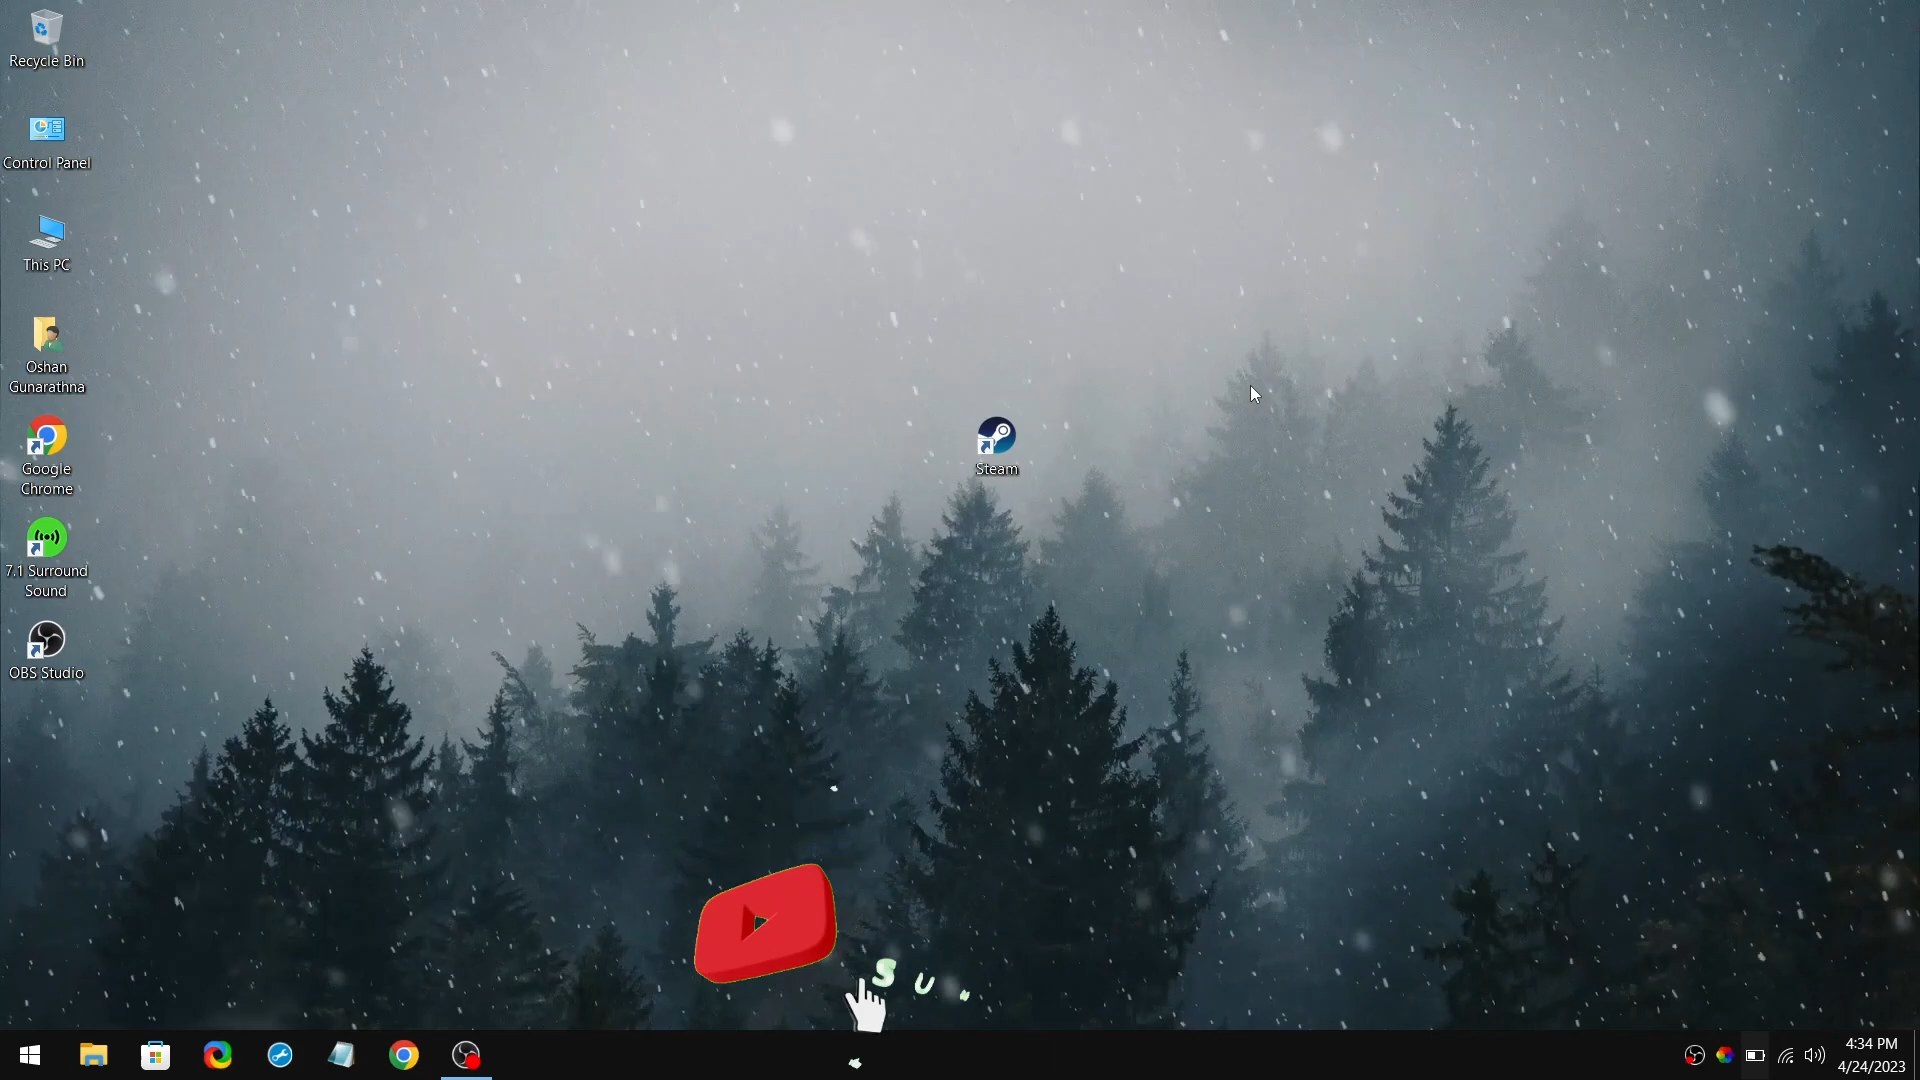 Recycle Bin
Control Panel
This PC
Oshan
Gunarathna
Google
Chrome
7.1 Surround
Sound
OBS Studio
Steam
S U
4:34 PM
4/24/2023